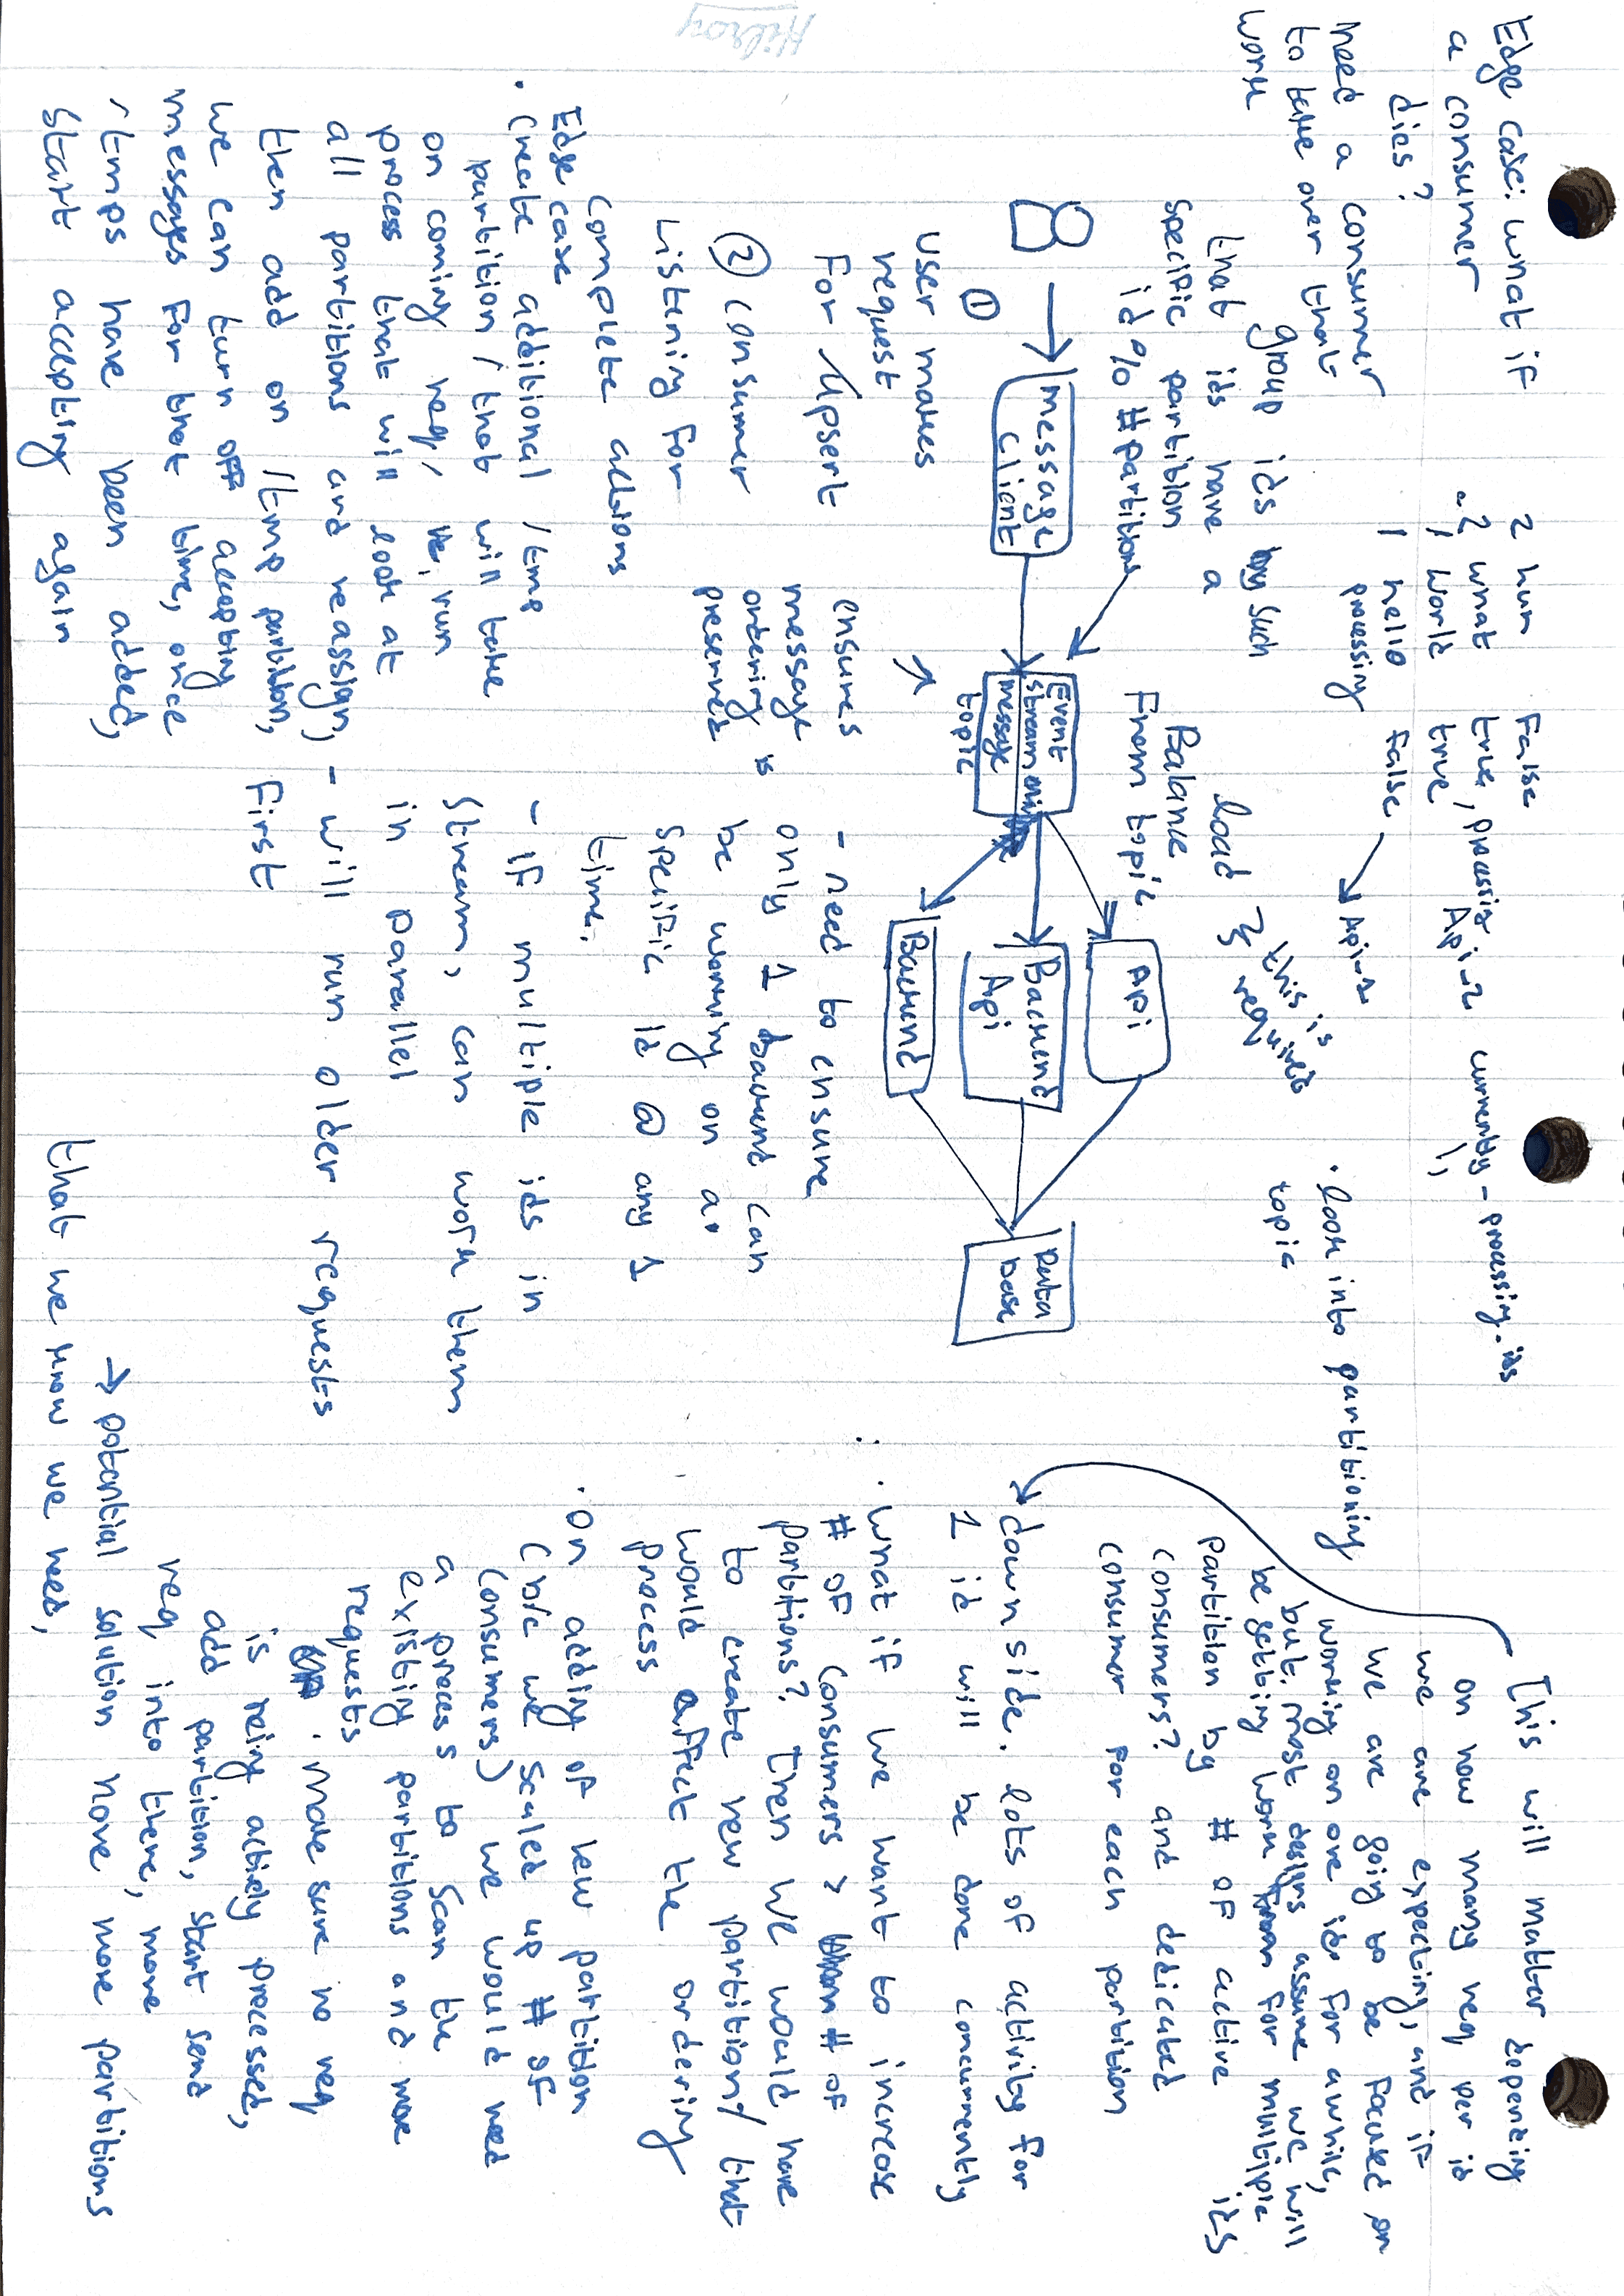 Edge case: what if
a consumer
dies?
need a consumer
to take over that
work
2 hun false
2 what true, processing
1 world true Api-2 currently-processing-ids
1 hello false → Api-1
processing
group ids by such
that ids have a
specific partition
id % #partitions
load
Balance
From topic
this is
required
· look into partitioning
topic
message
client
Event
stream
message
topic
Api
Backend
Api
Backend
Data
base
①
User makes
request
For Upsert
② consumer
Listening for
complete actions
ensures
message
ordering is
preserved
- need to ensure
only 1 backend can
be working on a
specific id @ any 1
time.
- if multiple ids in
stream, can work them
in parallel
- will run older requests
first
Edge case
· Create additional /tmp
partition / that will take
on coming req, run
process that will look at
all partitions and reassign,
then add on /tmp partition,
we can turn off accepting
messages for that time, once
/tmps have been added,
start accepting again
This will matter depending
on how many req per id
we are expecting, and if
we are going to be focused on
working on one id for awhile,
but most designs assume we will
be getting work for multiple
ids
partition by # of active
consumers? and dedicated
consumer for each partition
down side. lots of activity for
1 id will be done concurrently
· what if we want to increase
# of consumers > # of
partitions? Then we would have
to create new partition/ that
would affect the ordering
process
· On adding of new partition
(b/c we scaled up # of
consumers) we would need
a process to scan the
existing partitions and move
requests
· make sure no req
is being actively processed,
add partition, start send
req into there, move
→ potential solution have more partitions
that we know we need,
Hilroy